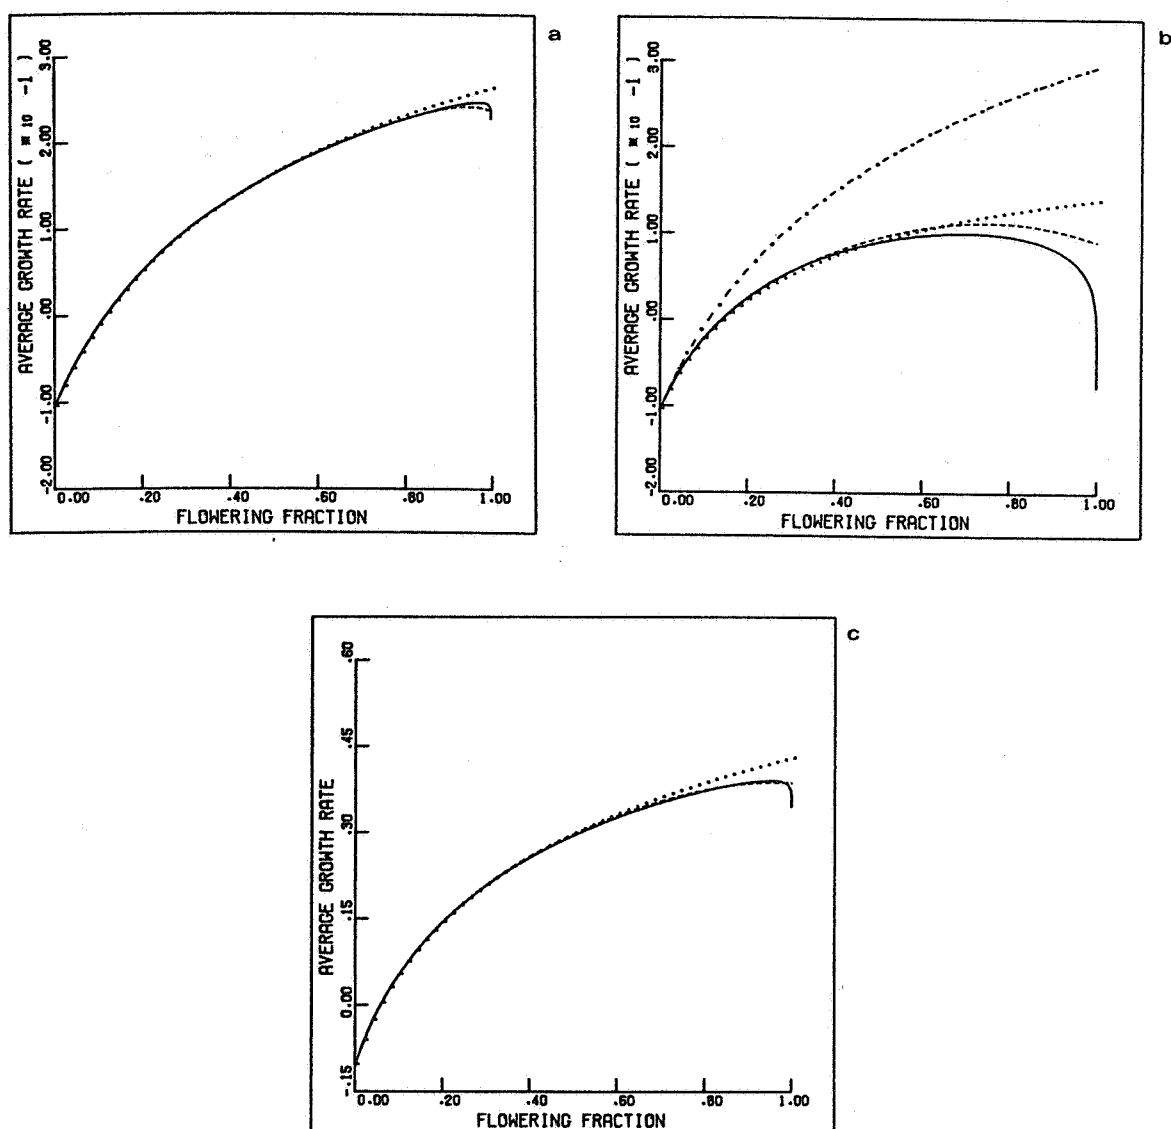 a
AVERAGE GROWTH RATE ( * 10 -1 )
3.00
2.00
1.00
.00
-1.00
-2.00
0.00 .20 .40 .60 .80 1.00
FLOWERING FRACTION
b
AVERAGE GROWTH RATE ( * 10 -1 )
3.00
2.00
1.00
.00
-1.00
-2.00
0.00 .20 .40 .60 .80 1.00
FLOWERING FRACTION
c
AVERAGE GROWTH RATE
.60
.45
.30
.15
0.00
-.15
0.00 .20 .40 .60 .80 1.00
FLOWERING FRACTION